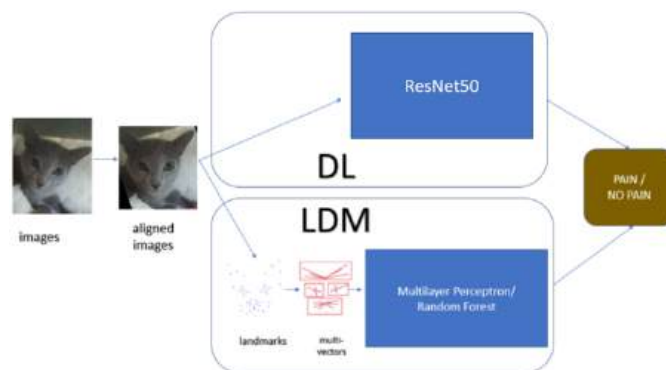 ResNet50
DL
images
aligned
images
LDM
landmarks
multi-
vectors
Multilayer Perceptron/
Random Forest
PAIN /
NO PAIN